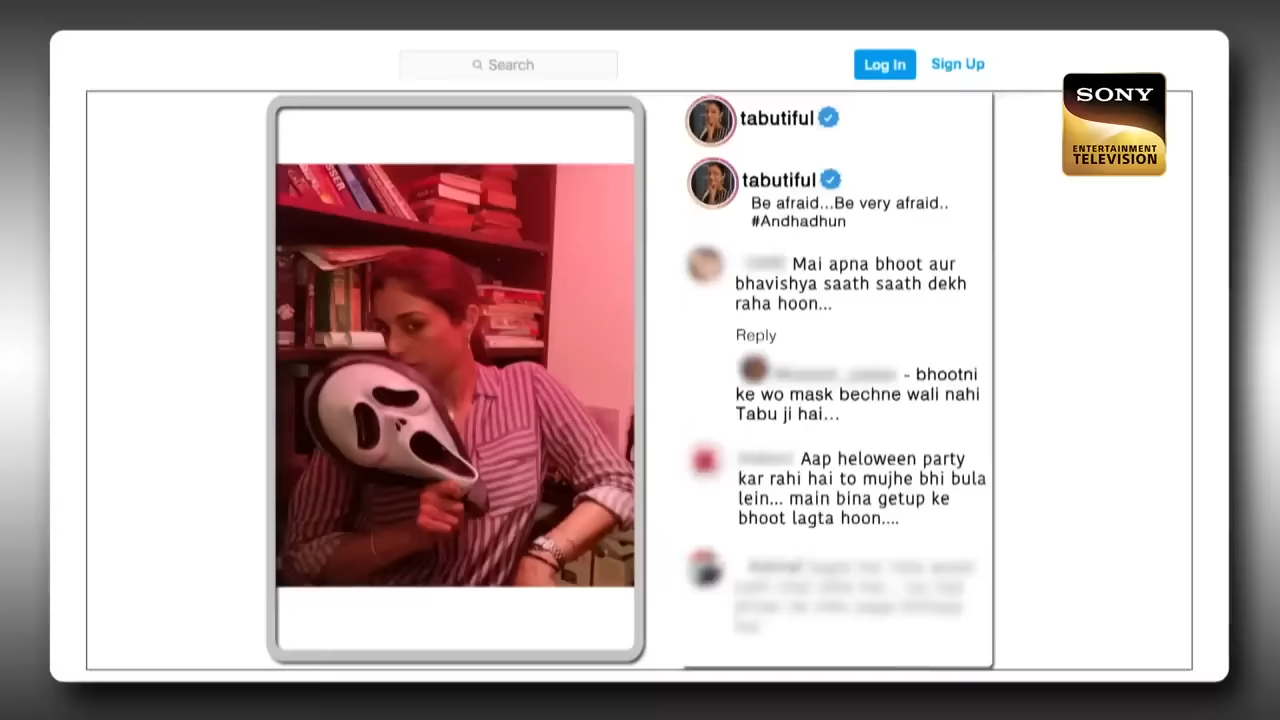 Search
Log In
Sign Up
SONY
ENTERTAINMENT
TELEVISION
tabutiful
tabutiful
Be afraid...Be very afraid..
#Andhadhun
Mai apna bhoot aur
bhavishya saath saath dekh
raha hoon...
Reply
- bhootni
ke wo mask bechne wali nahi
Tabu ji hai...
Aap heloween party
kar rahi hai to mujhe bhi bula
lein... main bina getup ke
bhoot lagta hoon....